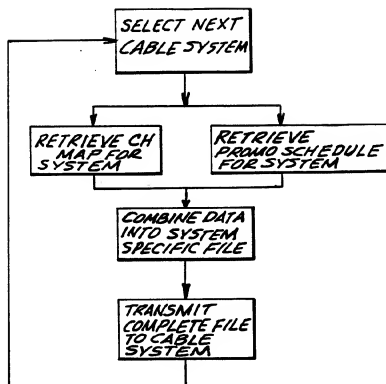 SELECT NEXT
CABLE SYSTEM
RETRIEVE CH
MAP FOR
SYSTEM
RETRIEVE
PROMO SCHEDULE
FOR SYSTEM
COMBINE DATA
INTO SYSTEM
SPECIFIC FILE
TRANSMIT
COMPLETE FILE
TO CABLE
SYSTEM